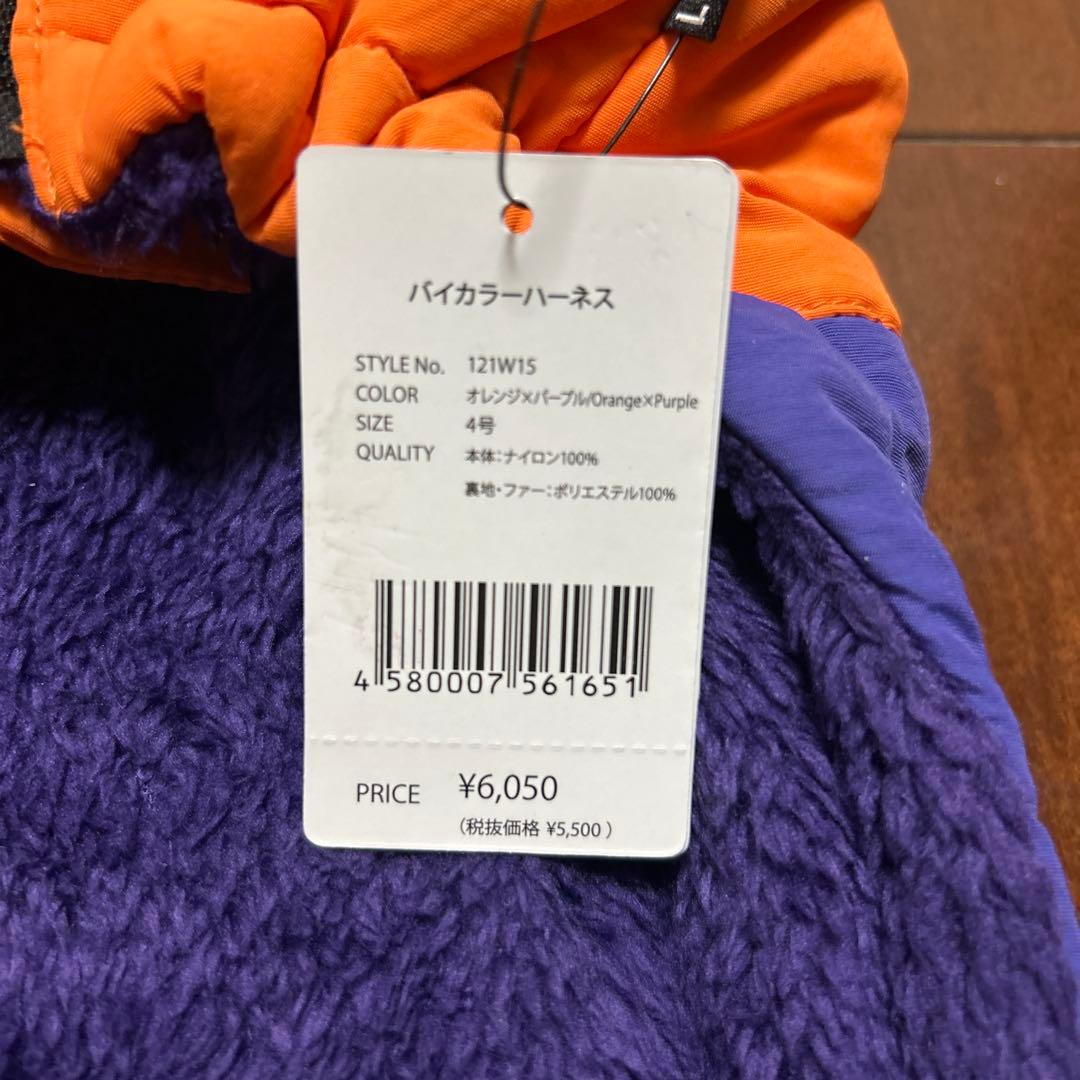 L
バイカラーハーネス
STYLE No. 121W15
COLOR オレンジ×パープル/Orange×Purple
SIZE 4号
QUALITY 本体：ナイロン100%
裏地・ファー：ポリエステル100%
4 580007 561651
PRICE ¥6,050
（税抜価格 ¥5,500 ）